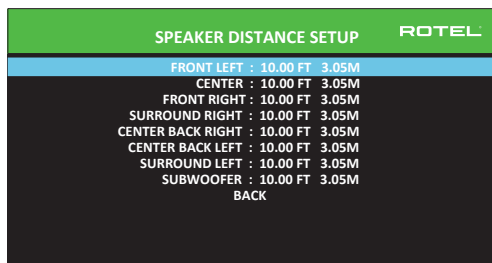 SPEAKER DISTANCE SETUP ROTEL
FRONT LEFT : 10.00 FT 3.05M
CENTER : 10.00 FT 3.05M
FRONT RIGHT : 10.00 FT 3.05M
SURROUND RIGHT : 10.00 FT 3.05M
CENTER BACK RIGHT : 10.00 FT 3.05M
CENTER BACK LEFT : 10.00 FT 3.05M
SURROUND LEFT : 10.00 FT 3.05M
SUBWOOFER : 10.00 FT 3.05M
BACK